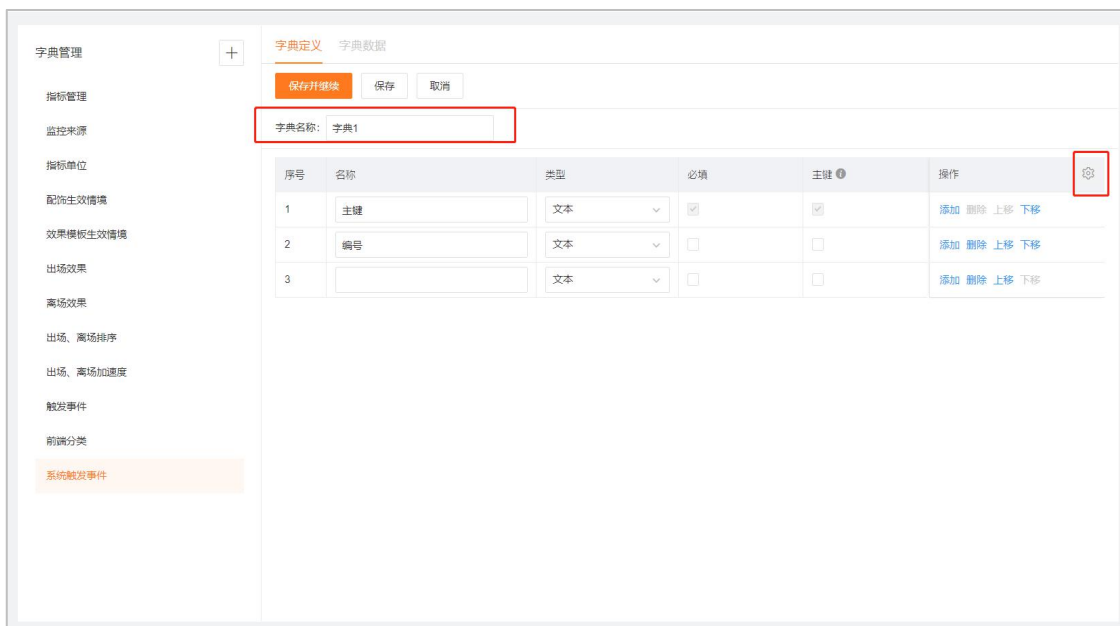 字典管理
指标管理
监控来源
指标单位
配饰生效情境
效果模板生效情境
出场效果
离场效果
出场、离场排序
出场、离场加速度
触发事件
前端分类
系统触发事件
字典定义 字典数据
保存并继续 保存 取消
字典名称: 字典1
序号 名称 类型 必填 主键 操作
1 主键 文本 添加 删除 上移 下移
2 编号 文本 添加 删除 上移 下移
3 文本 添加 删除 上移 下移